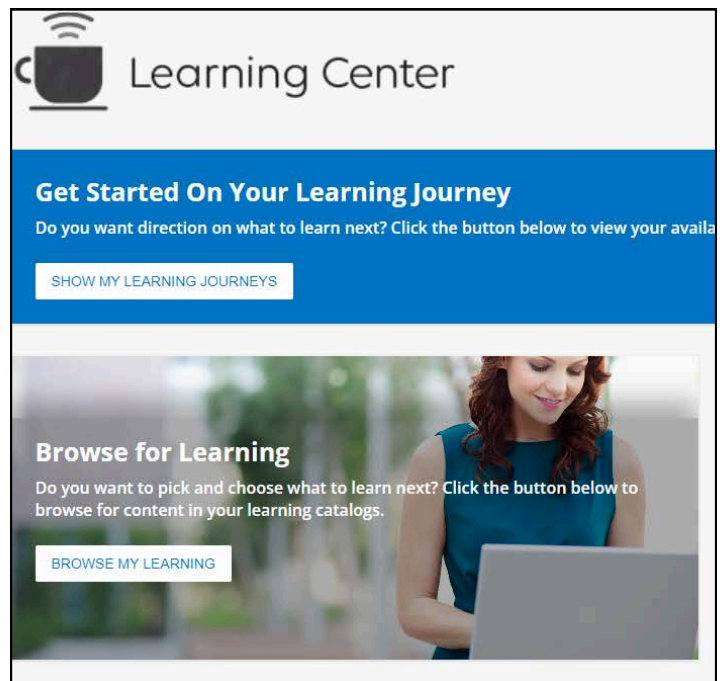 Learning Center
Get Started On Your Learning Journey
Do you want direction on what to learn next? Click the button below to view your availa
SHOW MY LEARNING JOURNEYS
Browse for Learning
Do you want to pick and choose what to learn next? Click the button below to
browse for content in your learning catalogs.
BROWSE MY LEARNING